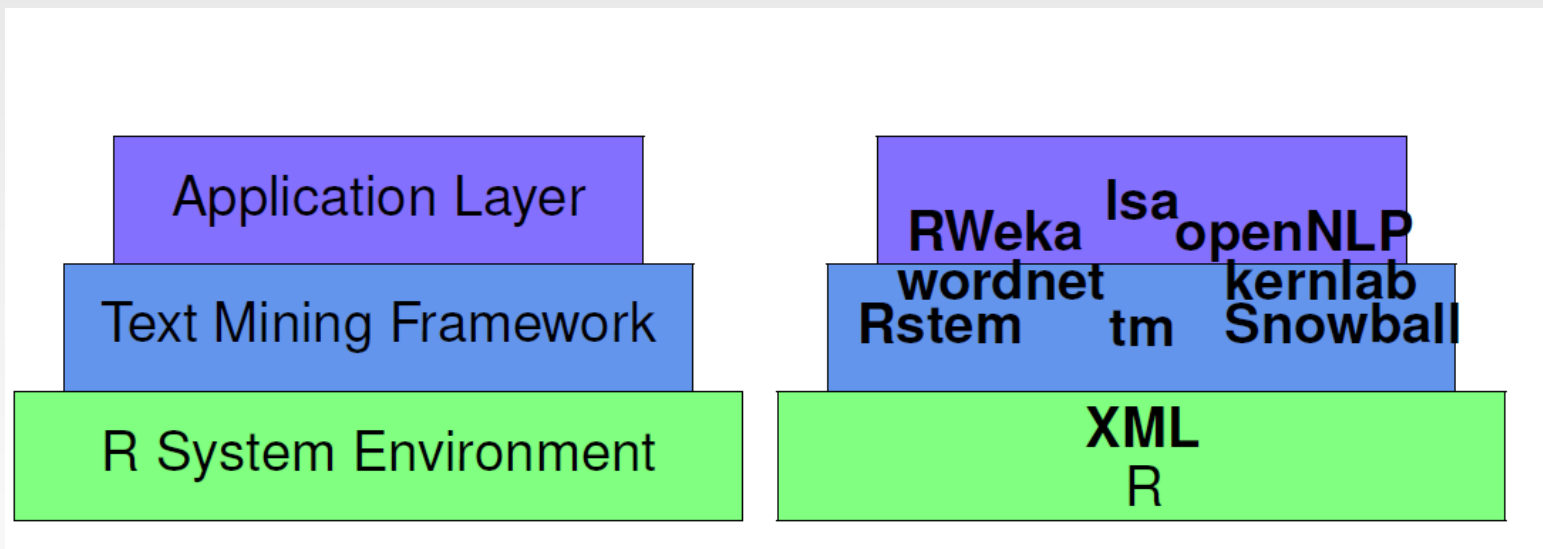 Application Layer
Text Mining Framework
R System Environment
lsa
RWeka openNLP
wordnet kernlab
Rstem tm Snowball
XML
R